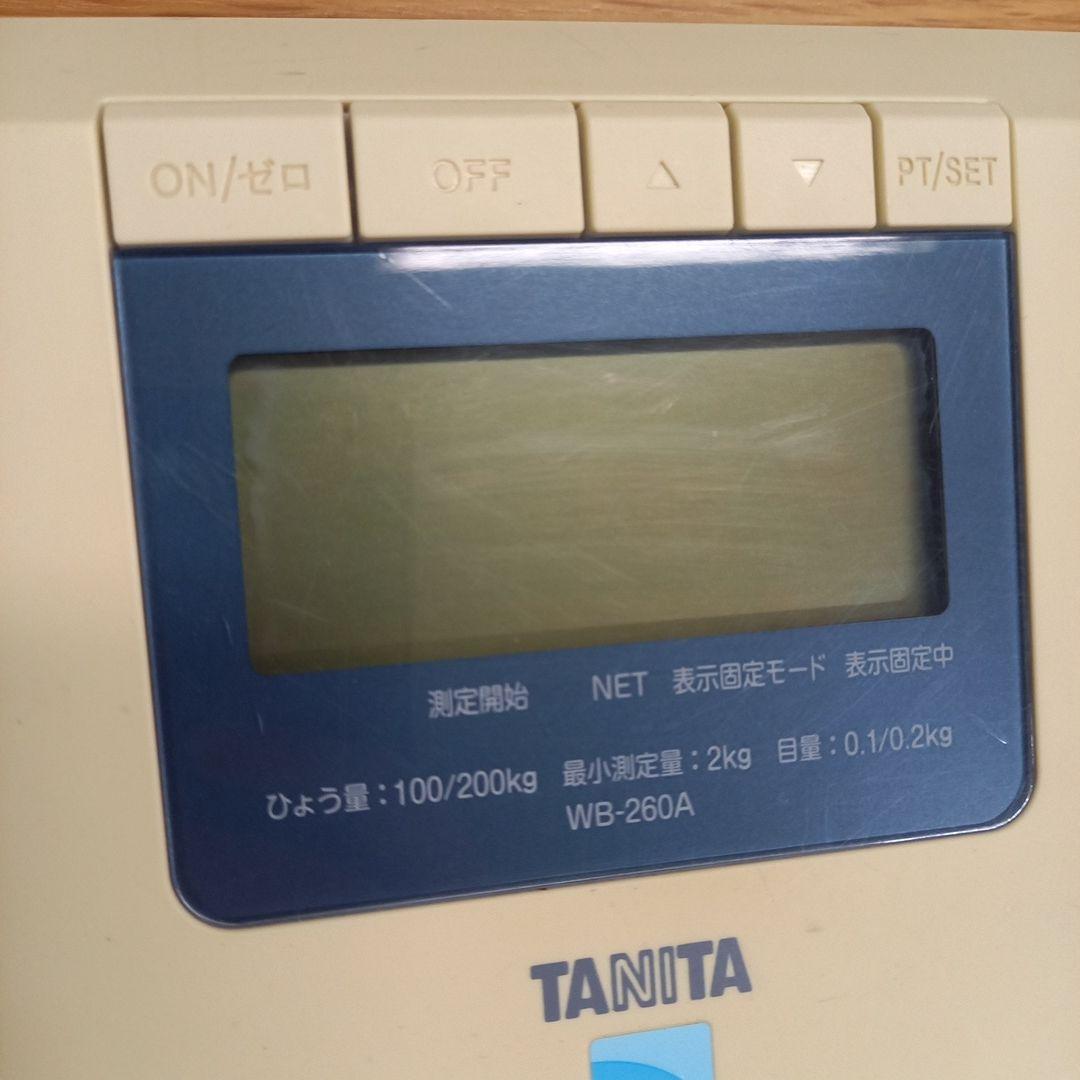 ON/ゼロ OFF △ ▽ PT/SET
測定開始 NET 表示固定モード 表示固定中
ひょう量：100/200kg 最小測定量：2kg 目量：0.1/0.2kg
WB-260A
TANITA